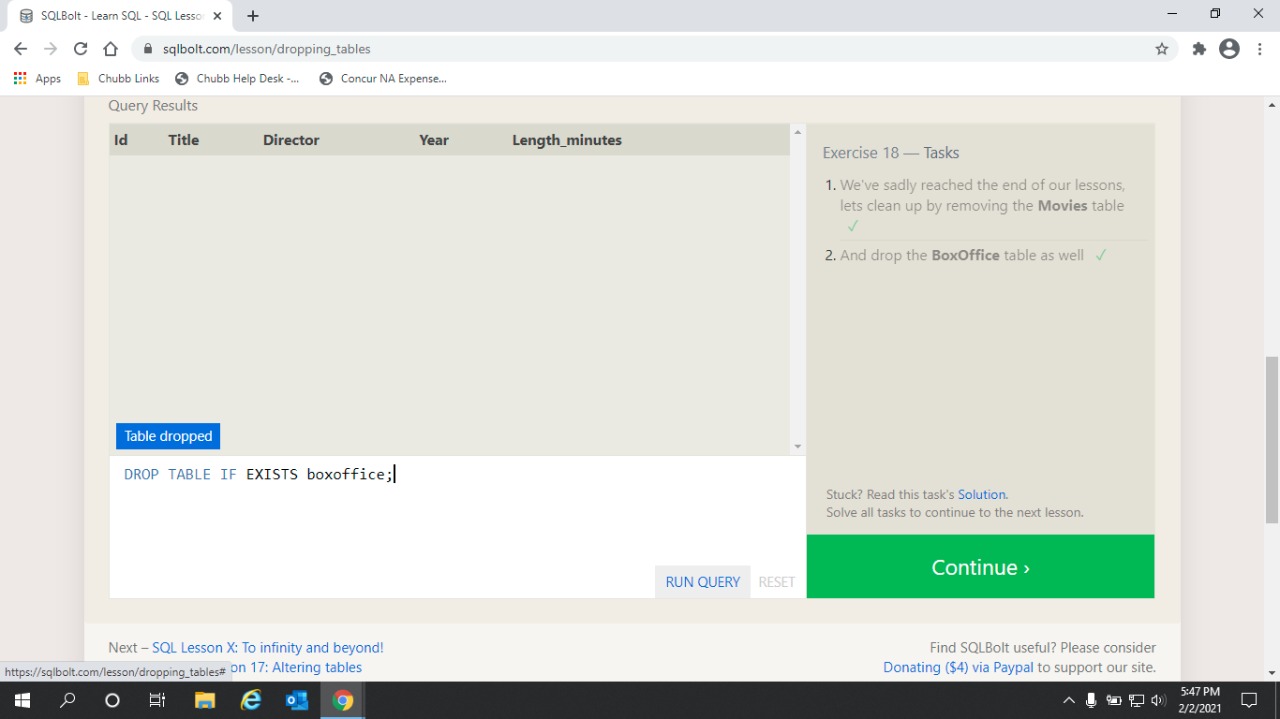 SQLBolt - Learn SQL - SQL Lesso
sqlbolt.com/lesson/dropping_tables
Apps Chubb Links Chubb Help Desk -... Concur NA Expense...
Query Results
Id Title Director Year Length_minutes
Table dropped
DROP TABLE IF EXISTS boxoffice;
RUN QUERY RESET
Exercise 18 — Tasks
1. We've sadly reached the end of our lessons,
lets clean up by removing the Movies table
✓
2. And drop the BoxOffice table as well ✓
Stuck? Read this task's Solution.
Solve all tasks to continue to the next lesson.
Continue ›
Next – SQL Lesson X: To infinity and beyond!
on 17: Altering tables
Find SQLBolt useful? Please consider
Donating ($4) via Paypal to support our site.
https://sqlbolt.com/lesson/dropping_tables#
5:47 PM
2/2/2021